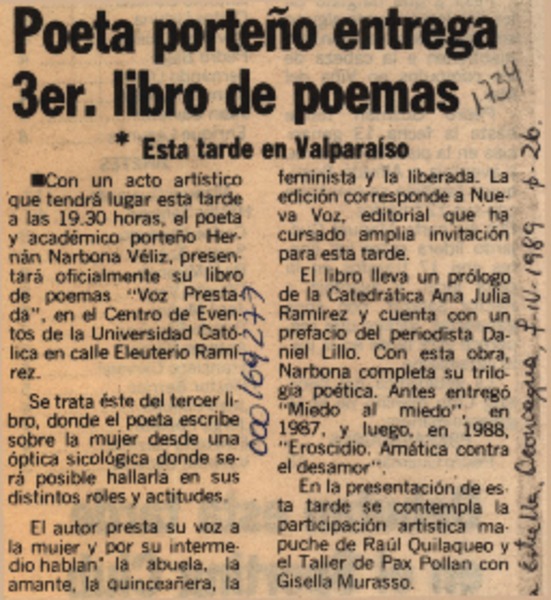 Poeta porteño entrega
3er. libro de poemas
1734
* Esta tarde en Valparaíso
■Con un acto artístico
que tendrá lugar esta tarde
a las 19.30 horas, el poeta
y académico porteño Her-
nán Narbona Véliz, presen-
tará oficialmente su libro
de poemas "Voz Presta-
da", en el Centro de Even-
tos de la Universidad Cató-
lica en calle Eleuterio Ramí-
rez.
Se trata éste del tercer li-
bro, donde el poeta escribe
sobre la mujer desde una
óptica sicológica donde se-
rá posible hallarla en sus
distintos roles y actitudes.
El autor presta su voz a
la mujer y por su interme-
dio hablan" la abuela, la
amante, la quinceañera, la
feminista y la liberada. La
edición corresponde a Nue-
va Voz, editorial que ha
cursado amplia invitación
para esta tarde.
El libro lleva un prólogo
de la Catedrática Ana Julia
Ramírez y cuenta con un
prefacio del periodista Da-
niel Lillo. Con esta obra,
Narbona completa su trilo-
gía poética. Antes entregó
"Miedo al miedo", en
1987, y luego, en 1988,
"Eroscidio. Amática contra
el desamor".
En la presentación de es-
ta tarde se contempla la
participación artística ma-
puche de Raúl Quilaqueo y
el Taller de Pax Pollan con
Gisella Murasso.
000169277
Estrella, Aconcagua, 7-IV-1989 p. 26.